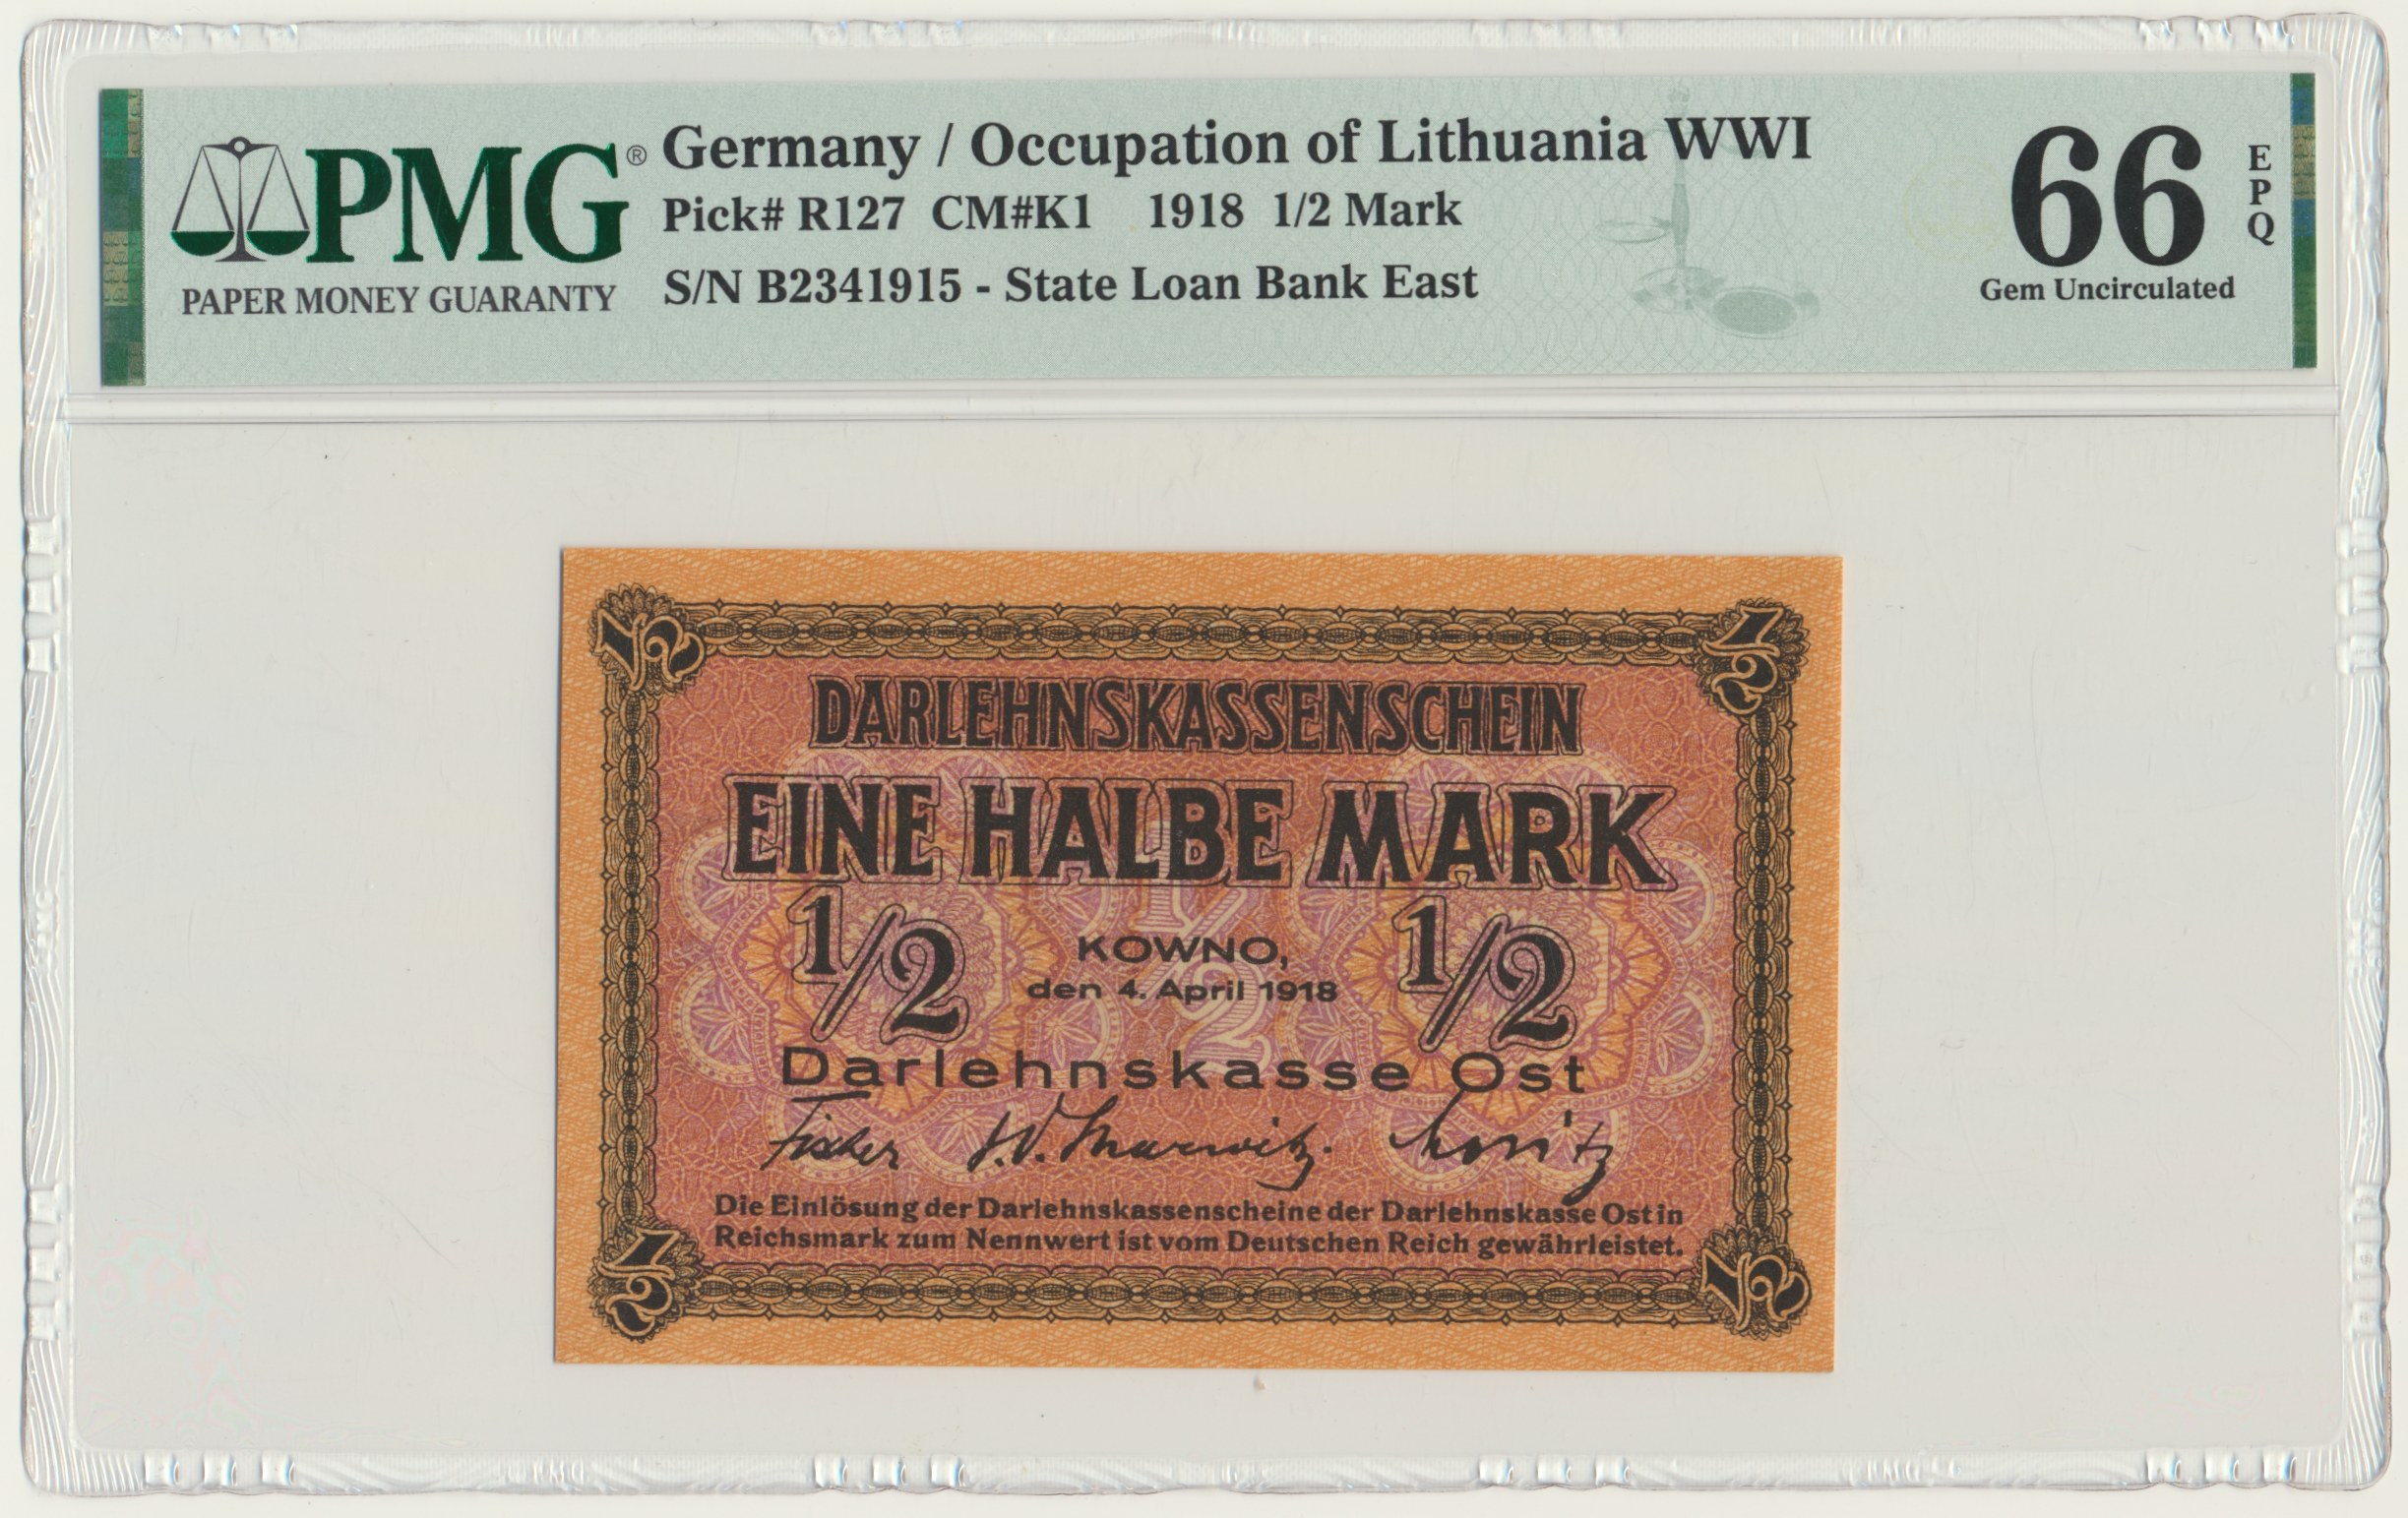 PMG®
PAPER MONEY GUARANTY
Germany / Occupation of Lithuania WWI
Pick# R127 CM#K1 1918 1/2 Mark
S/N B2341915 - State Loan Bank East
66
EPQ
Gem Uncirculated
1/2 1/2
DARLEHNSKASSENSCHEIN
EINE HALBE MARK
1/2 1/2 1/2
KOWNO,
den 4. April 1918
Darlehnskasse Ost
Fischer
Die Einlösung der Darlehnskassenscheine der Darlehnskasse Ost in
Reichsmark zum Nennwert ist vom Deutschen Reich gewährleistet.
1/2 1/2